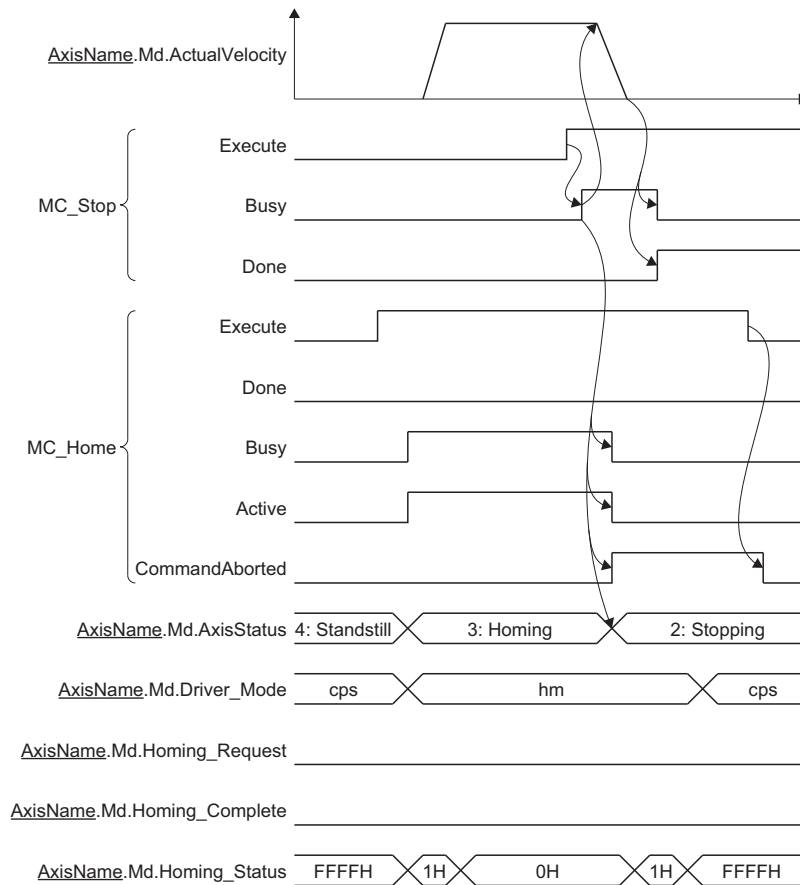 AxisName.Md.ActualVelocity
MC_Stop
Execute
Busy
Done
MC_Home
Execute
Done
Busy
Active
CommandAborted
AxisName.Md.AxisStatus 4: Standstill 3: Homing 2: Stopping
AxisName.Md.Driver_Mode cps hm cps
AxisName.Md.Homing_Request
AxisName.Md.Homing_Complete
AxisName.Md.Homing_Status FFFFH 1H 0H 1H FFFFH